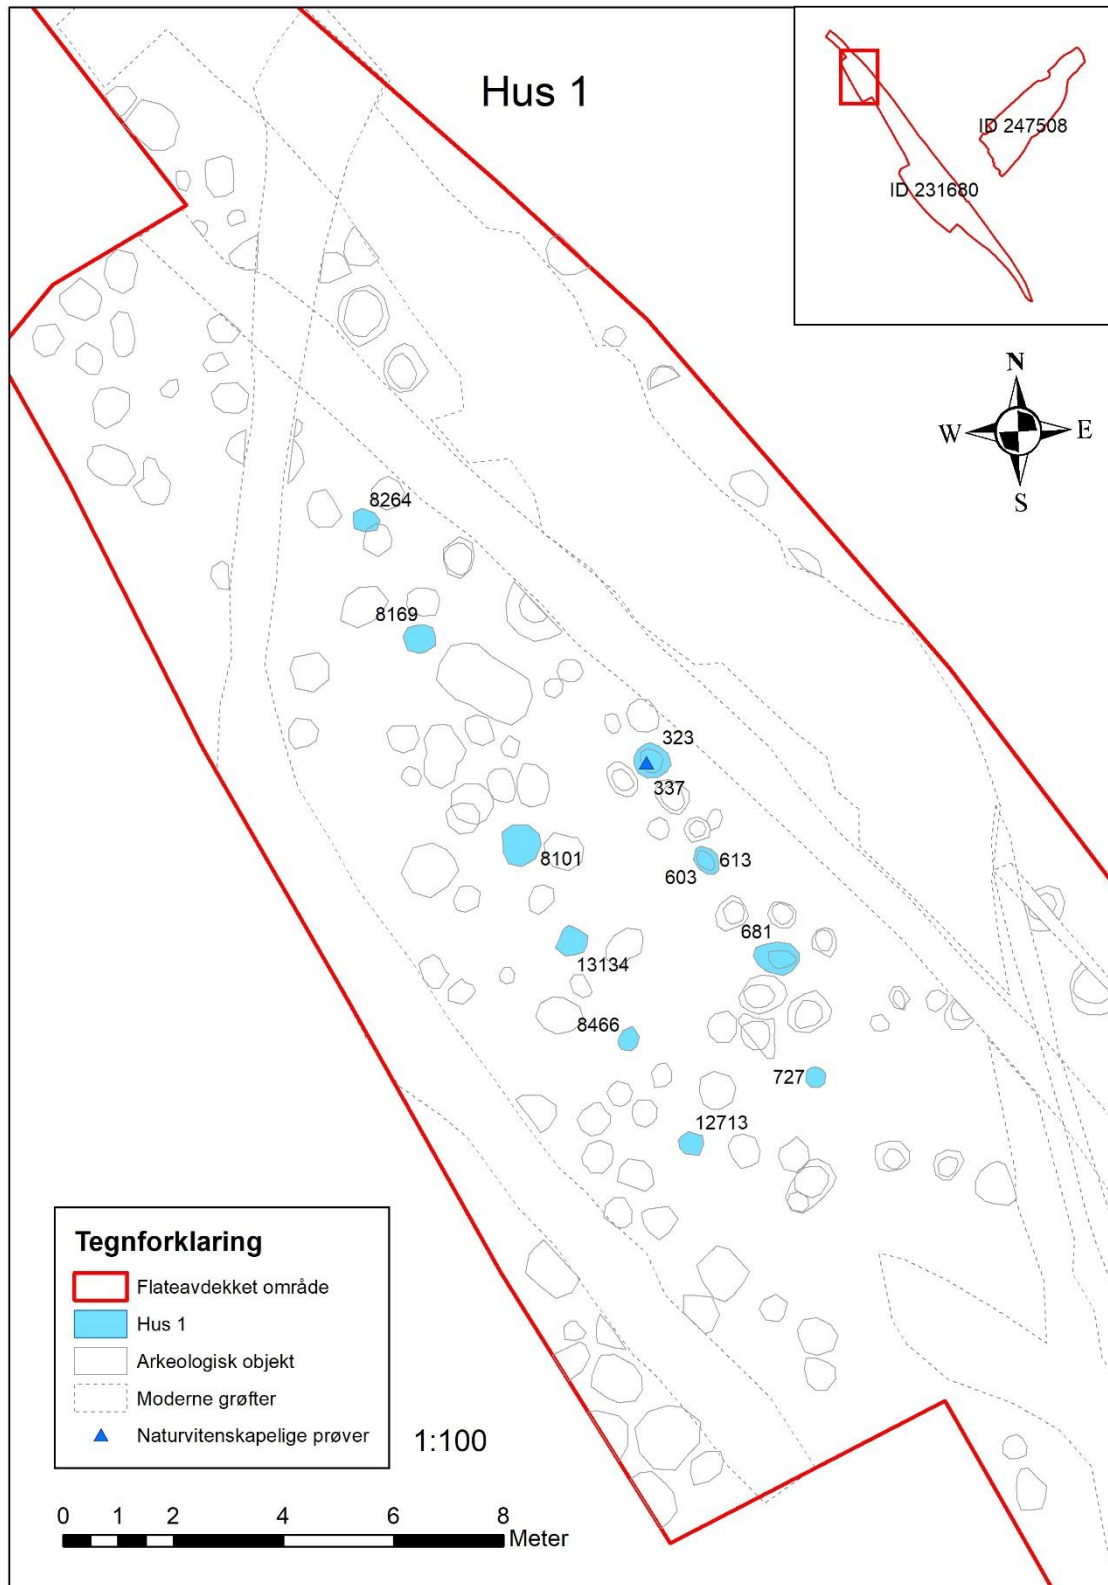 Hus 1
ID 247508
ID 231680
N
W
E
S
8264
8169
323
337
8101
613
603
681
13134
8466
727
12713
Tegnforklaring
Flateavdekket område
Hus 1
Arkeologisk objekt
Moderne grøfter
Naturvitenskapelige prøver
1:100
0 1 2 4 6 8
Meter